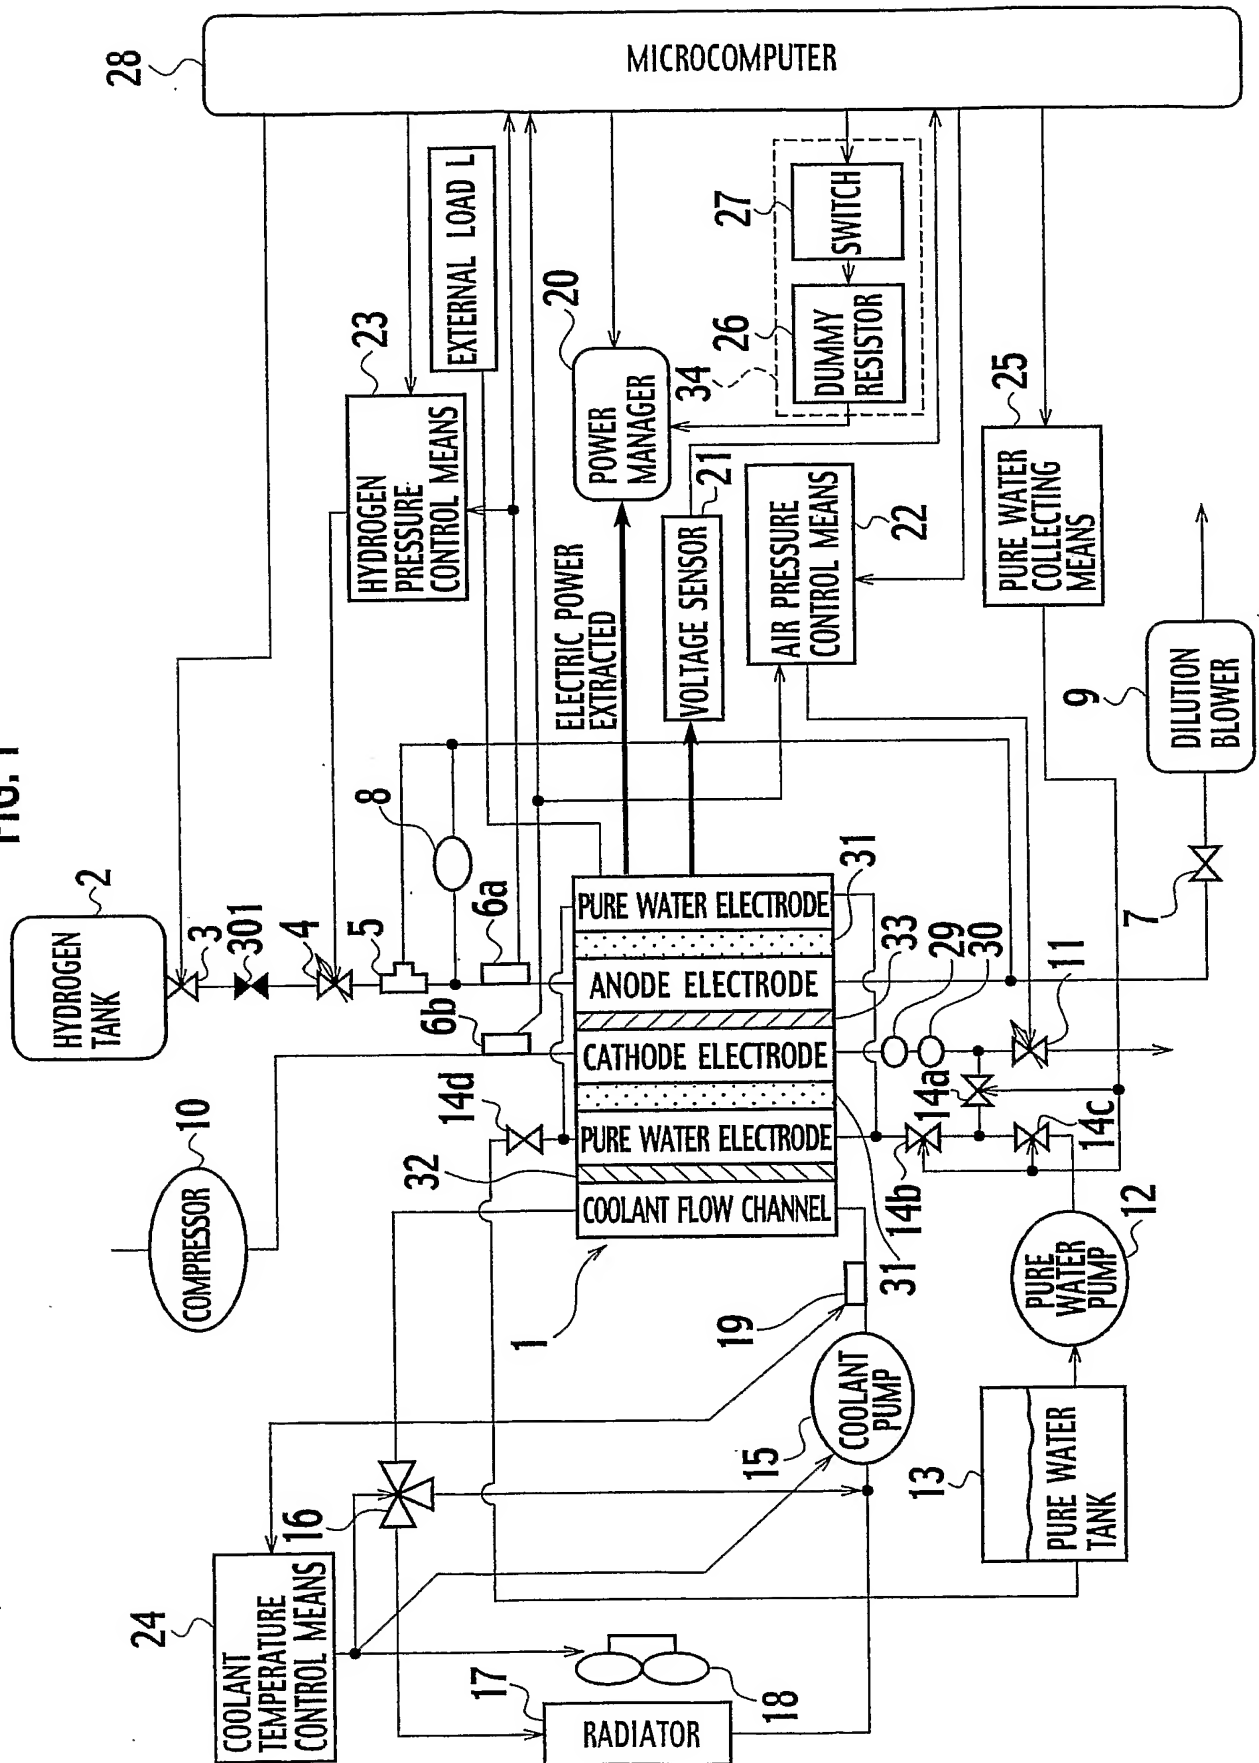 FIG. 1
28
MICROCOMPUTER
HYDROGEN
TANK
2
3
301
4
5
8
6a
6b
23
HYDROGEN
PRESSURE
CONTROL MEANS
EXTERNAL LOAD L
20
POWER
MANAGER
ELECTRIC POWER
EXTRACTED
27
SWITCH
26
DUMMY
RESISTOR
34
21
VOLTAGE SENSOR
22
AIR PRESSURE
CONTROL MEANS
25
PURE WATER
COLLECTING
MEANS
9
DILUTION
BLOWER
7
10
COMPRESSOR
14d
PURE WATER ELECTRODE
31
ANODE ELECTRODE
33
CATHODE ELECTRODE
29
30
11
PURE WATER ELECTRODE
32
COOLANT FLOW CHANNEL
31
1
14a
14b
14c
12
PURE
WATER
PUMP
13
PURE WATER
TANK
19
15
COOLANT
PUMP
16
24
COOLANT
TEMPERATURE
CONTROL MEANS
17
RADIATOR
18